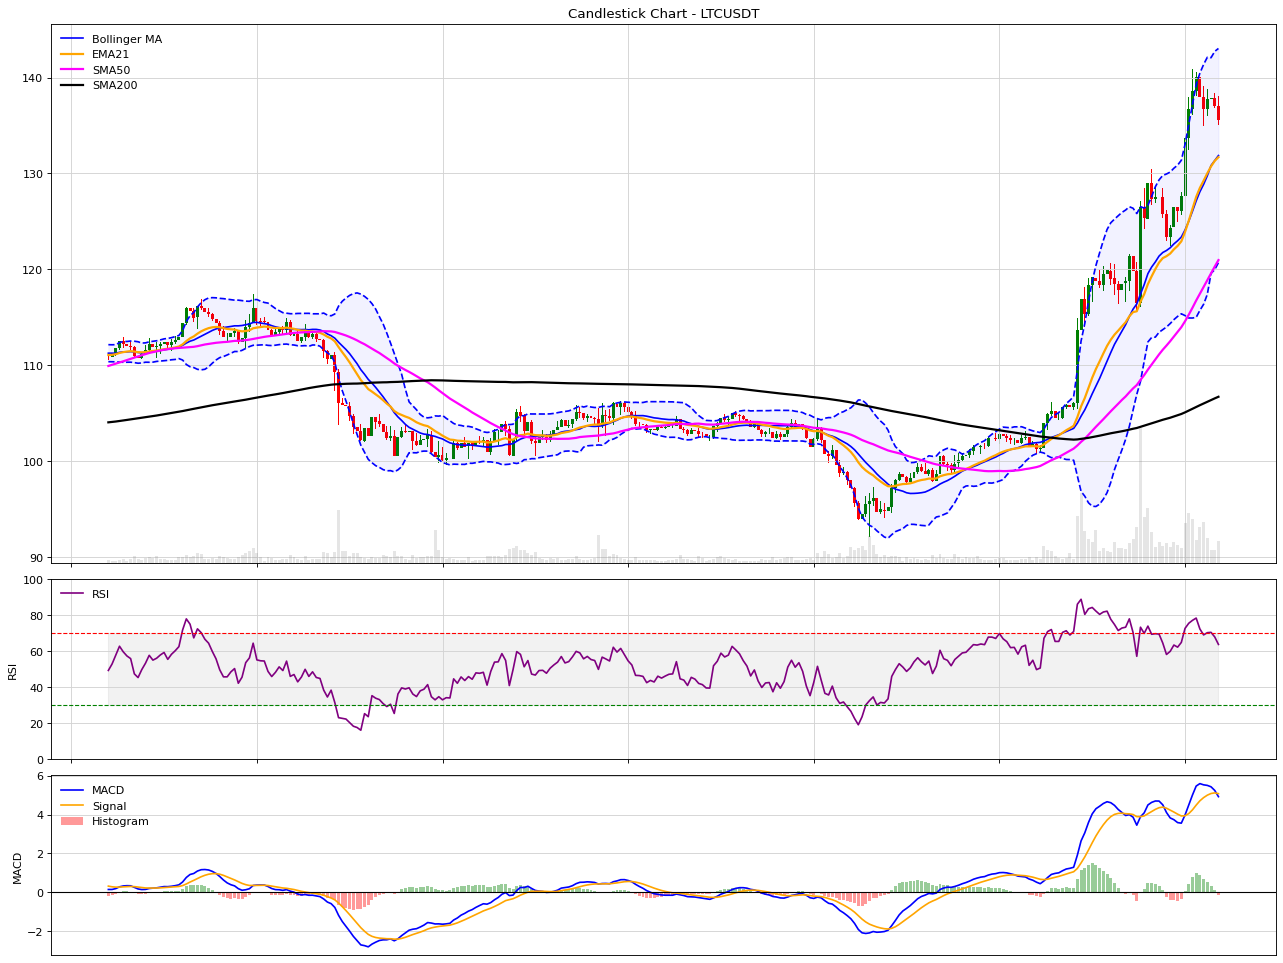 Candlestick Chart - LTCUSDT
Bollinger MA
EMA21
SMA50
SMA200
140
130
120
110
100
90
100
80
60
40
20
0
RSI
RSI
6
4
2
0
−2
MACD
MACD
Signal
Histogram